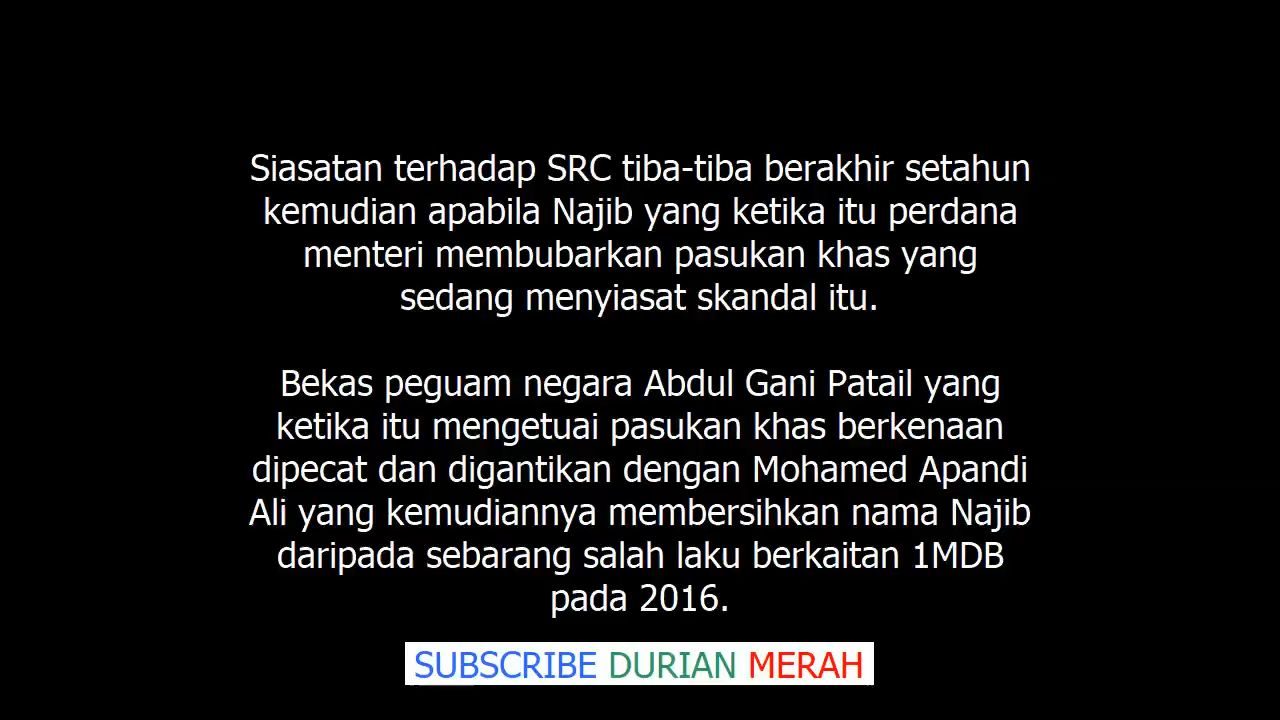 Siasatan terhadap SRC tiba-tiba berakhir setahun
kemudian apabila Najib yang ketika itu perdana
menteri membubarkan pasukan khas yang
sedang menyiasat skandal itu.
Bekas peguam negara Abdul Gani Patail yang
ketika itu mengetuai pasukan khas berkenaan
dipecat dan digantikan dengan Mohamed Apandi
Ali yang kemudiannya membersihkan nama Najib
daripada sebarang salah laku berkaitan 1MDB
pada 2016.
SUBSCRIBE DURIAN MERAH